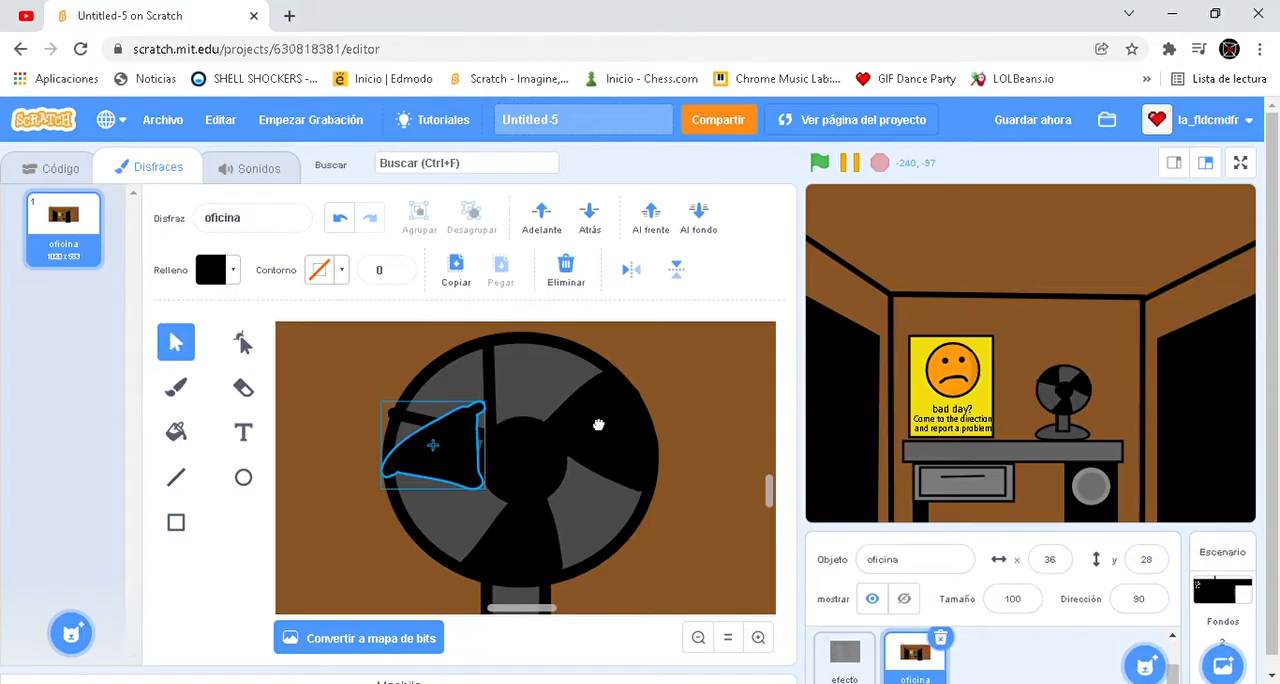 Untitled-5 on Scratch
scratch.mit.edu/projects/630818381/editor
Aplicaciones Noticias SHELL SHOCKERS -... Inicio | Edmodo Scratch - Imagine,... Inicio - Chess.com Chrome Music Lab:... GIF Dance Party LOLBeans.io » Lista de lectura
SCRATCH Archivo Editar Empezar Grabación Tutoriales Untitled-5 Compartir Ver página del proyecto Guardar ahora la_fldcmdfr
Código Disfraces Sonidos Buscar Buscar (Ctrl+F) -240, -97
1
oficina
1020 x 583
Disfraz oficina Agrupar Desagrupar Adelante Atrás Al frente Al fondo
Relleno Contorno 0 Copiar Pegar Eliminar
bad day?
Come to the direction
and report a problem
Convertir a mapa de bits
Objeto oficina x 36 y 28
mostrar Tamaño 100 Dirección 90
efecto oficina
Escenario
Fondos
2